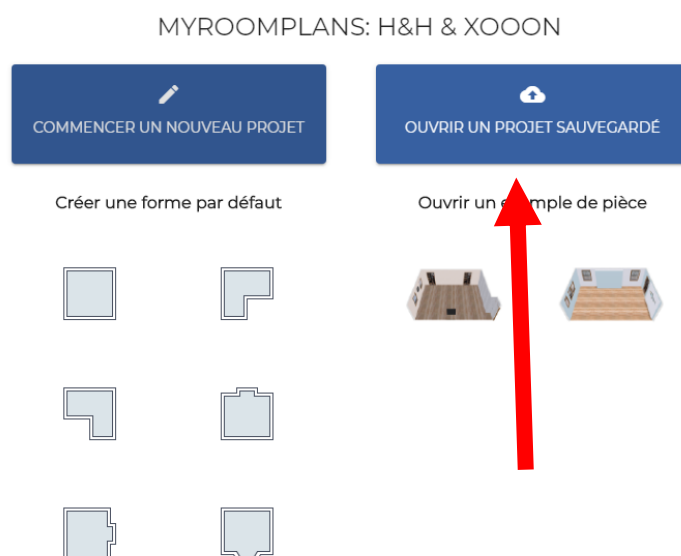 MYROOMPLANS: H&H & XOOON
COMMENCER UN NOUVEAU PROJET
OUVRIR UN PROJET SAUVEGARDÉ
Créer une forme par défaut
Ouvrir un exemple de pièce